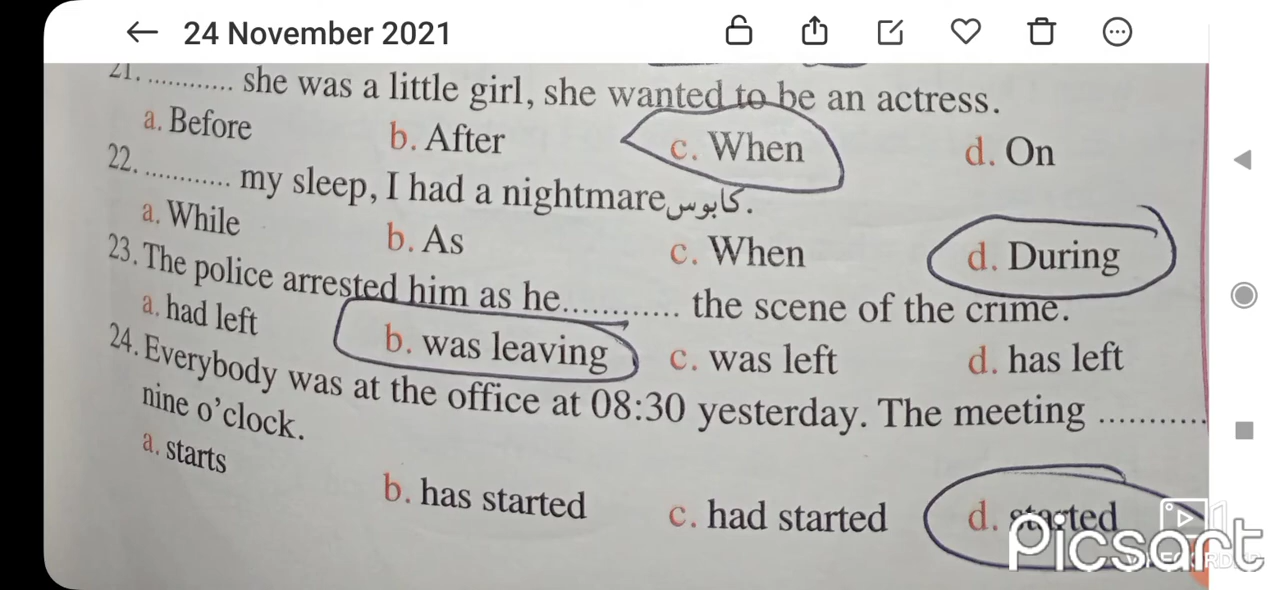 24 November 2021
21. ............ she was a little girl, she wanted to be an actress.
a. Before b. After c. When d. On
22. ............ my sleep, I had a nightmare كابوس.
a. While b. As c. When d. During
23. The police arrested him as he............ the scene of the crime.
a. had left b. was leaving c. was left d. has left
24. Everybody was at the office at 08:30 yesterday. The meeting ...........
nine o'clock.
a. starts b. has started c. had started d. started
Picsart